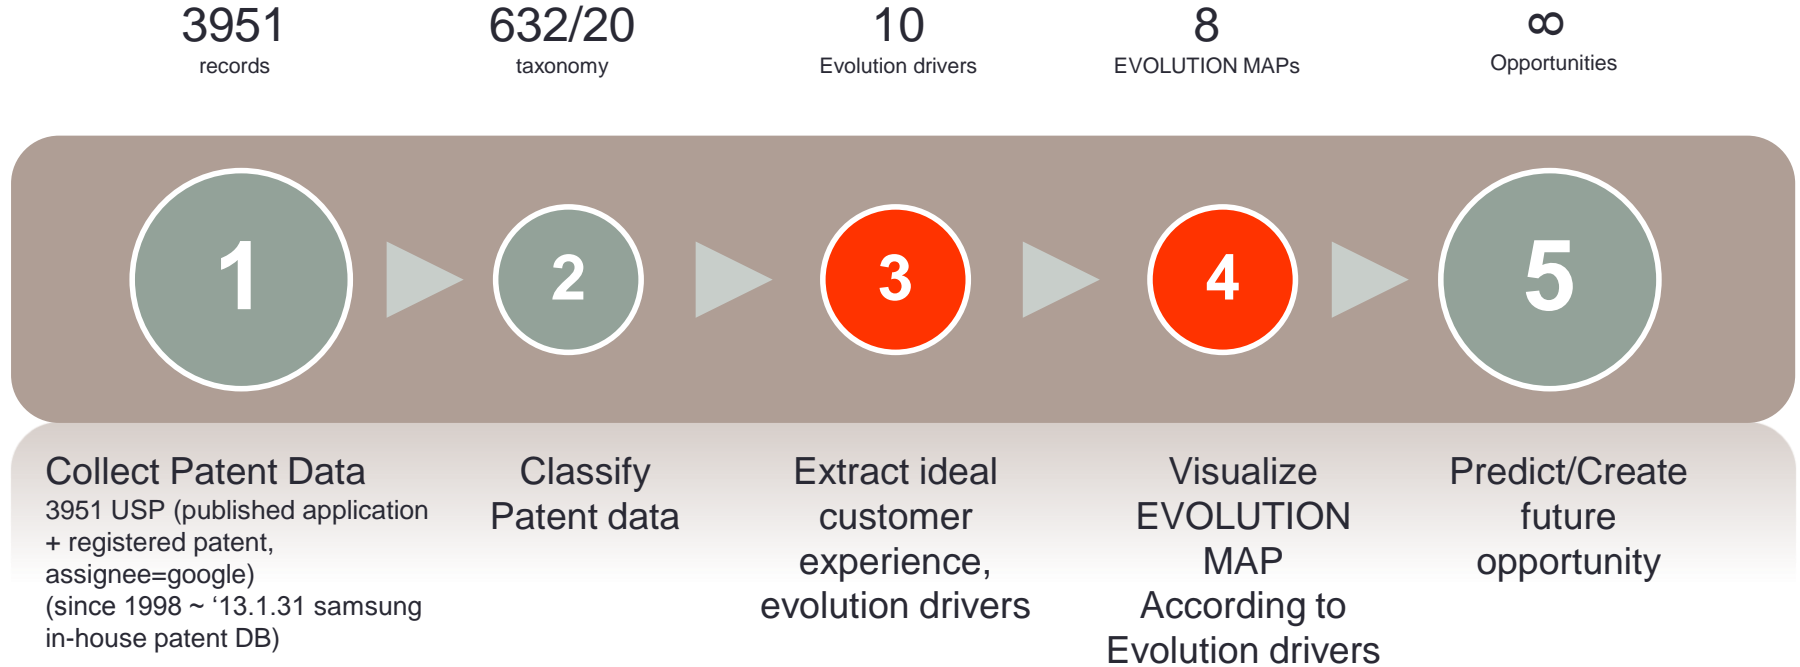 3951
records
632/20
taxonomy
10
Evolution drivers
8
EVOLUTION MAPs
∞
Opportunities
1
2
3
4
5
Collect Patent Data
3951 USP (published application
+ registered patent,
assignee=google)
(since 1998 ~ ‘13.1.31 samsung
in-house patent DB)
Classify
Patent data
Extract ideal
customer
experience,
evolution drivers
Visualize
EVOLUTION
MAP
According to
Evolution drivers
Predict/Create
future
opportunity